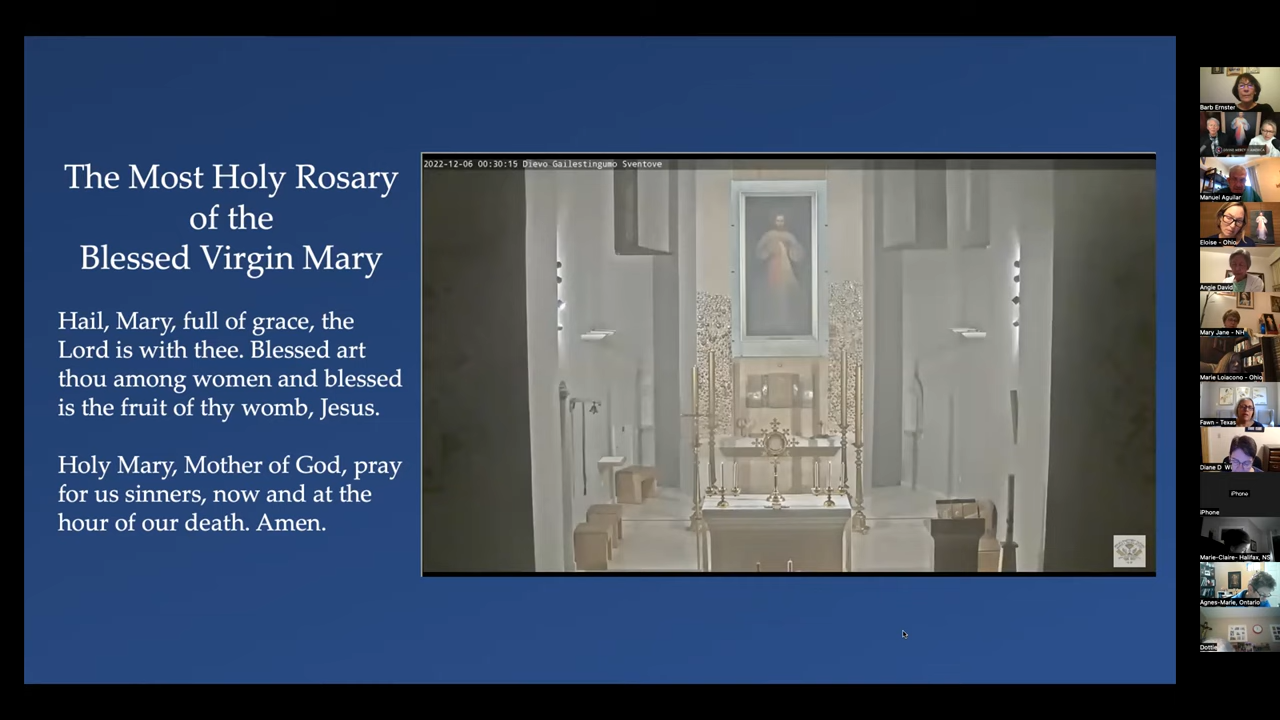 The Most Holy Rosary
of the
Blessed Virgin Mary
Hail, Mary, full of grace, the
Lord is with thee. Blessed art
thou among women and blessed
is the fruit of thy womb, Jesus.
Holy Mary, Mother of God, pray
for us sinners, now and at the
hour of our death. Amen.
2022-12-06 00:30:15 Dievo Gailestingumo Sventove
Barb Ernster
Manuel Aguilar
Eloise - Ohio
Angie David
Mary Jane - NH
Marie Loiacono - Ohio
Fawn - Texas
Diane D
iPhone
iPhone
Marie-Claire- Halifax, NS
Agnes-Marie, Ontario
Dottie